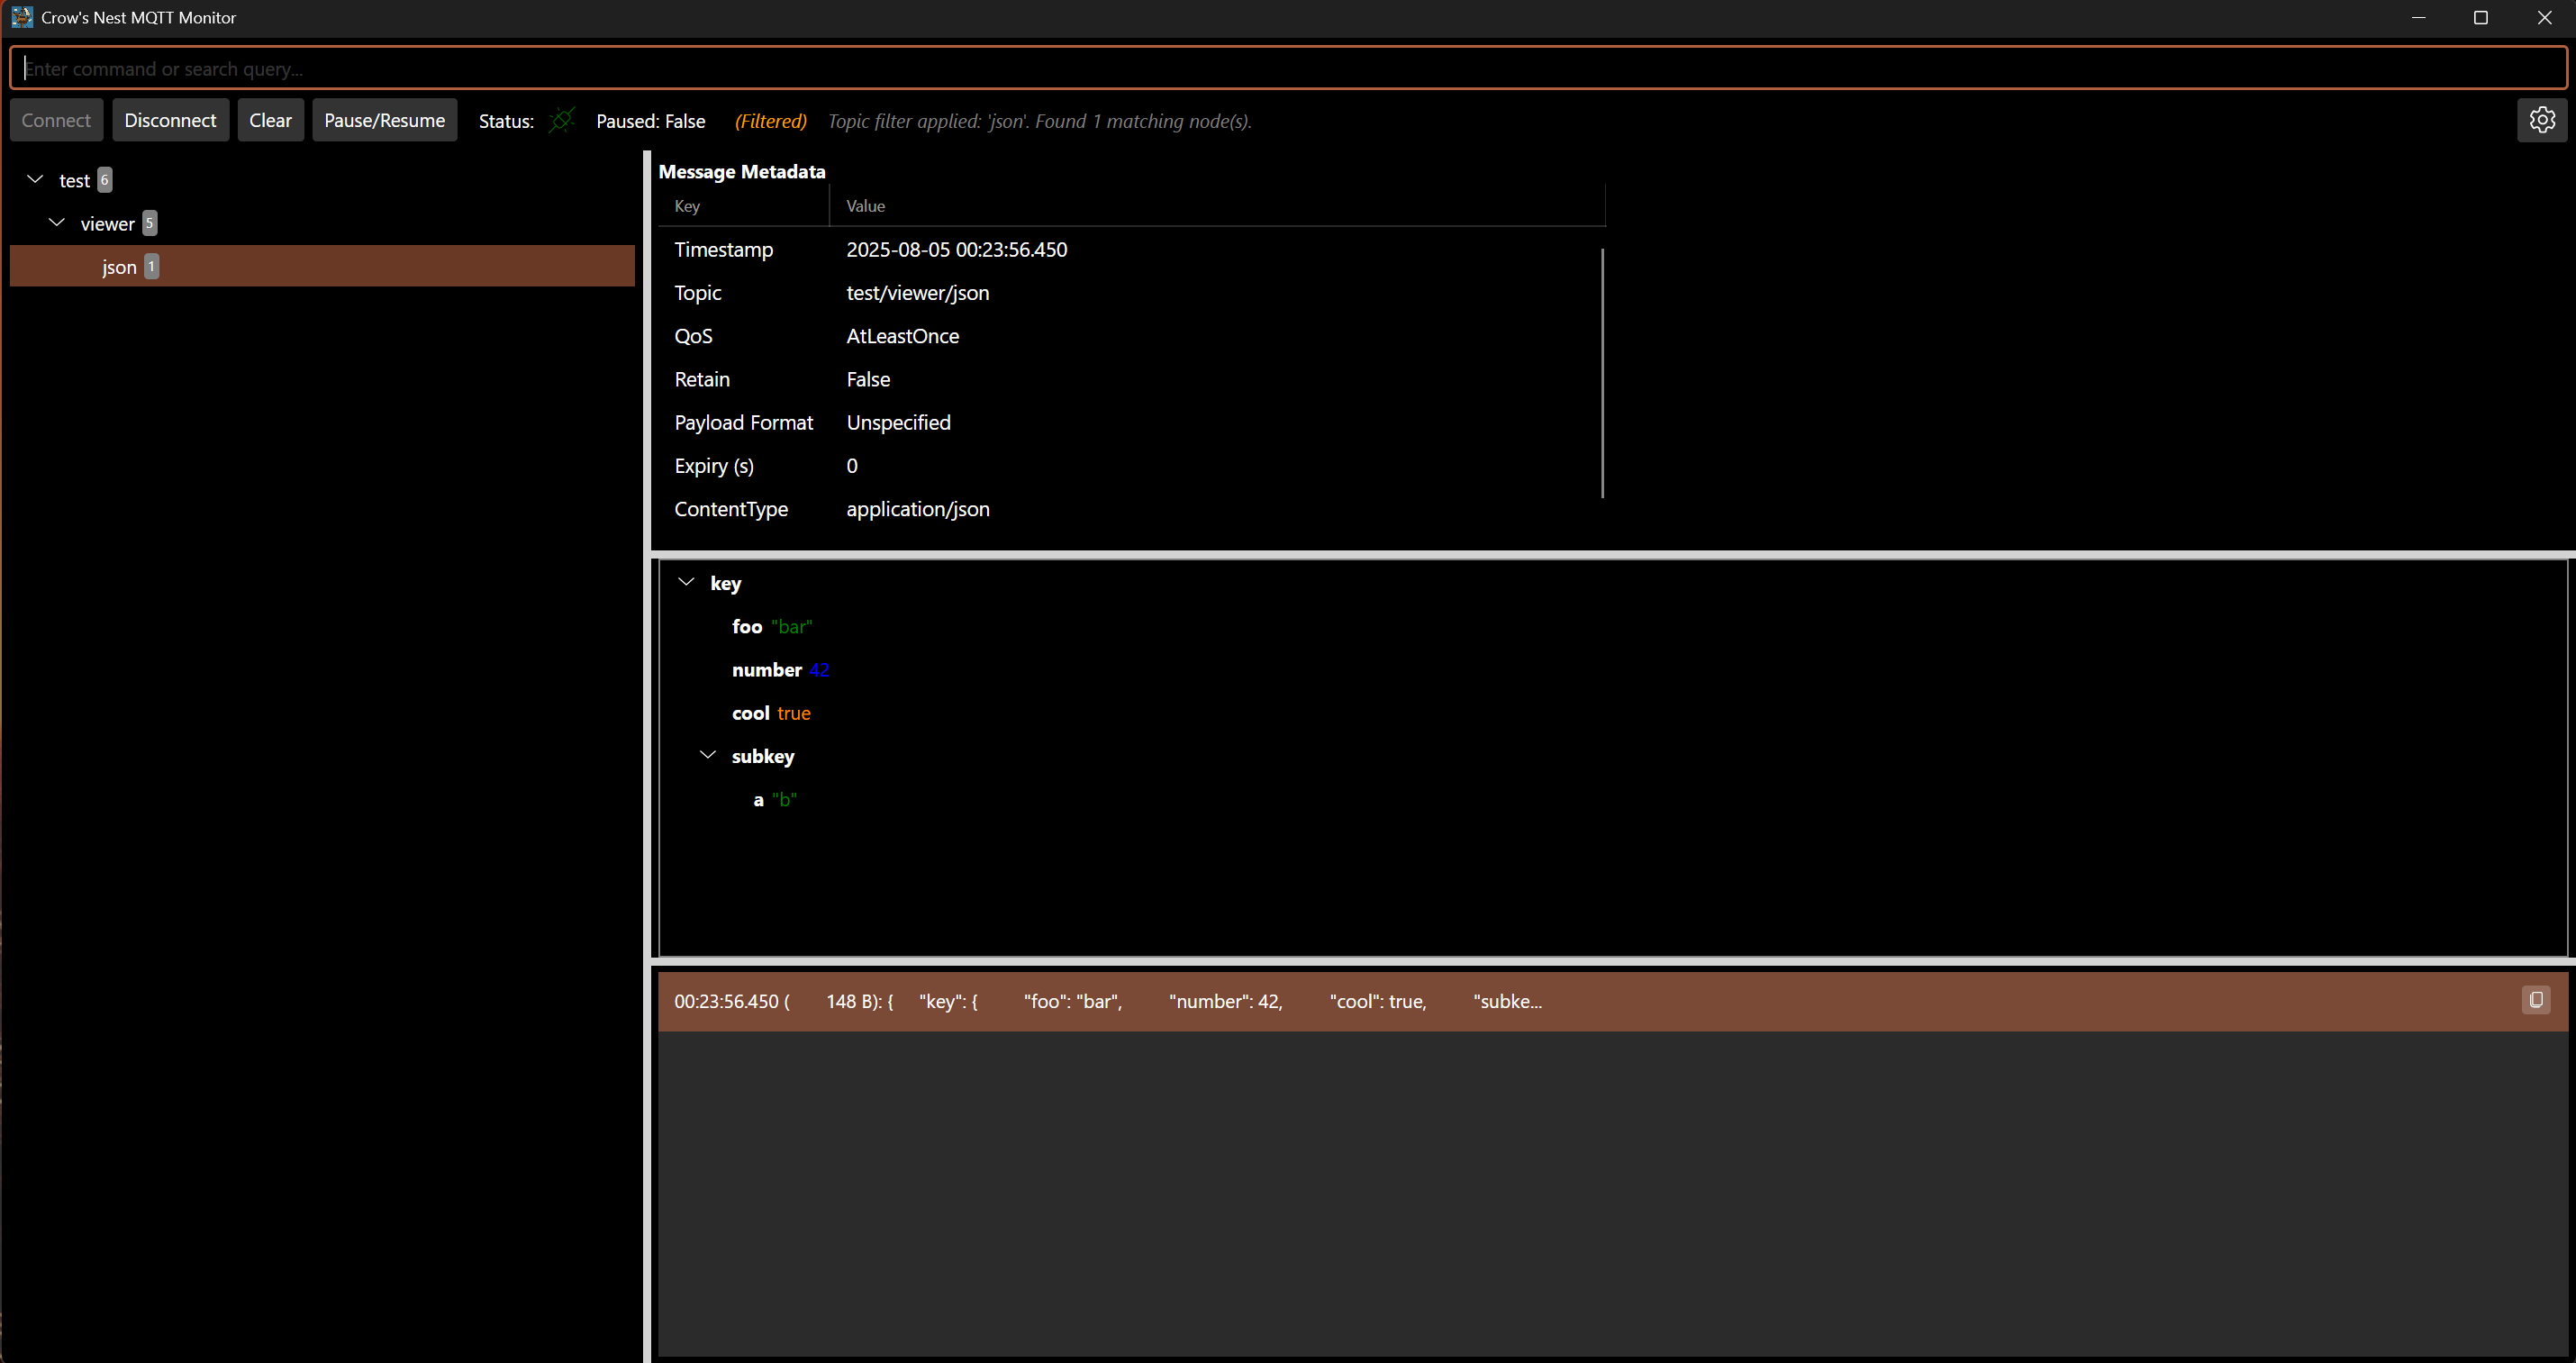 Crow's Nest MQTT Monitor
Enter command or search query...
Connect Disconnect Clear Pause/Resume Status: Paused: False (Filtered) Topic filter applied: 'json'. Found 1 matching node(s).
test 6
viewer 5
json 1
Message Metadata
Key Value
Timestamp 2025-08-05 00:23:56.450
Topic test/viewer/json
QoS AtLeastOnce
Retain False
Payload Format Unspecified
Expiry (s) 0
ContentType application/json
key
foo "bar"
number 42
cool true
subkey
a "b"
00:23:56.450 ( 148 B): { "key": { "foo": "bar", "number": 42, "cool": true, "subke...